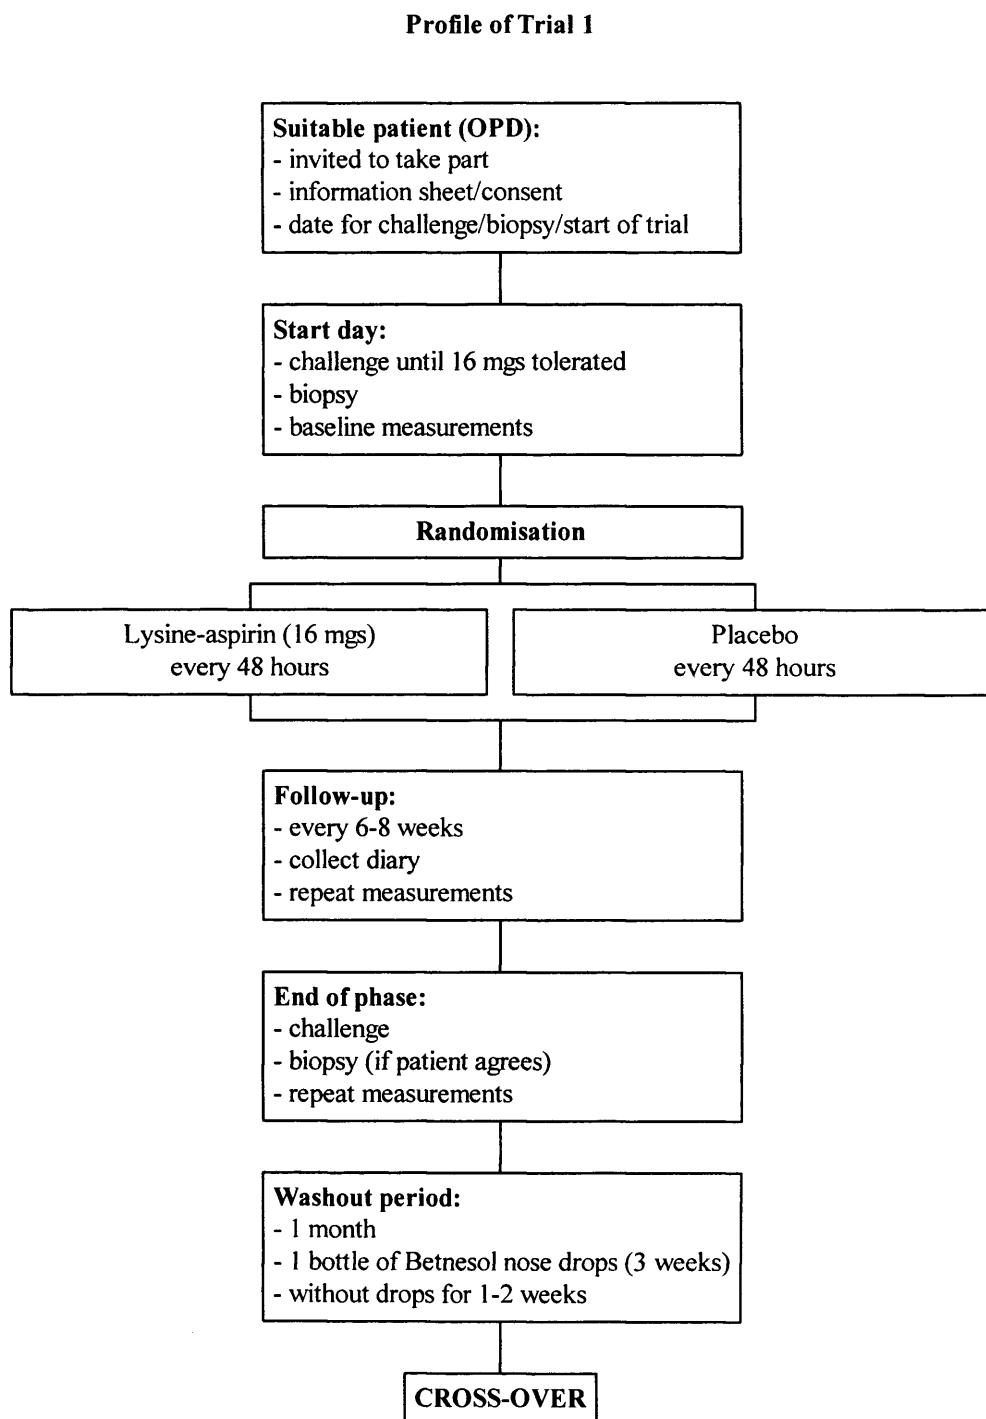 Profile of Trial 1
Suitable patient (OPD):
- invited to take part
- information sheet/consent
- date for challenge/biopsy/start of trial
Start day:
- challenge until 16 mgs tolerated
- biopsy
- baseline measurements
Randomisation
Lysine-aspirin (16 mgs)
every 48 hours
Placebo
every 48 hours
Follow-up:
- every 6-8 weeks
- collect diary
- repeat measurements
End of phase:
- challenge
- biopsy (if patient agrees)
- repeat measurements
Washout period:
- 1 month
- 1 bottle of Betnesol nose drops (3 weeks)
- without drops for 1-2 weeks
CROSS-OVER